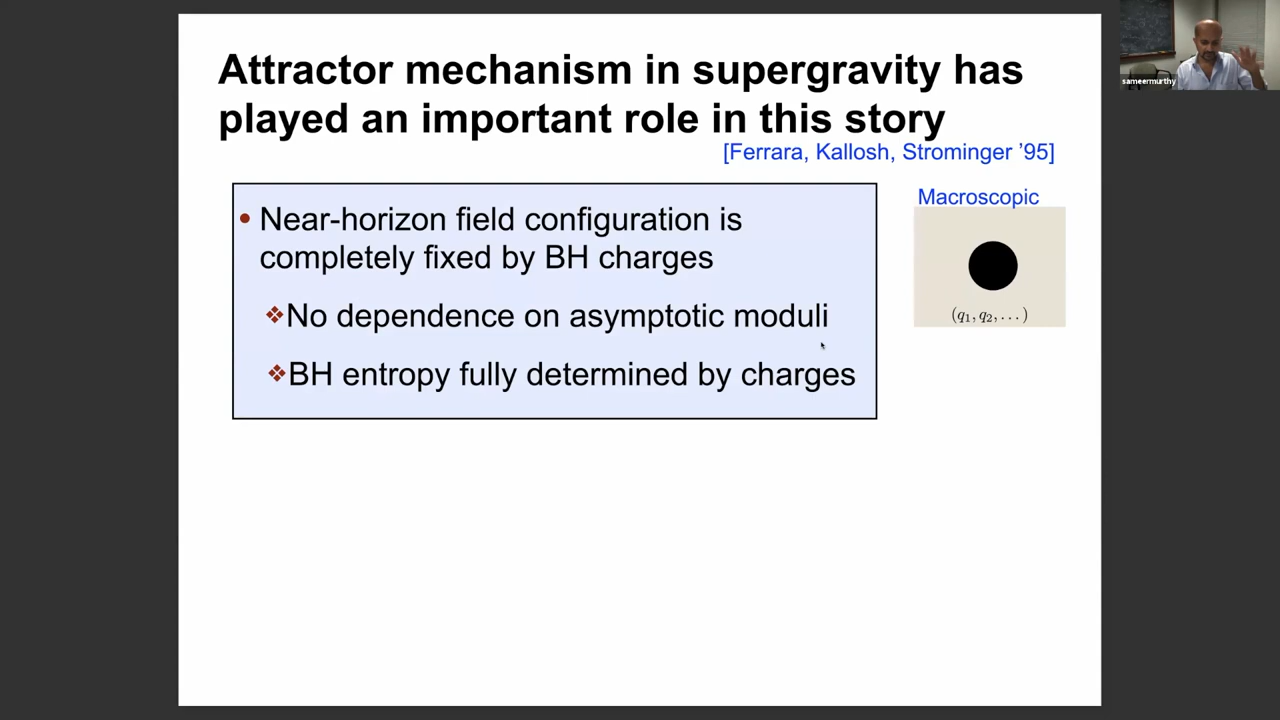 Attractor mechanism in supergravity has
played an important role in this story
[Ferrara, Kallosh, Strominger '95]
• Near-horizon field configuration is
completely fixed by BH charges
❖No dependence on asymptotic moduli
❖BH entropy fully determined by charges
Macroscopic
(q₁, q₂, . . . )
sameermurthy